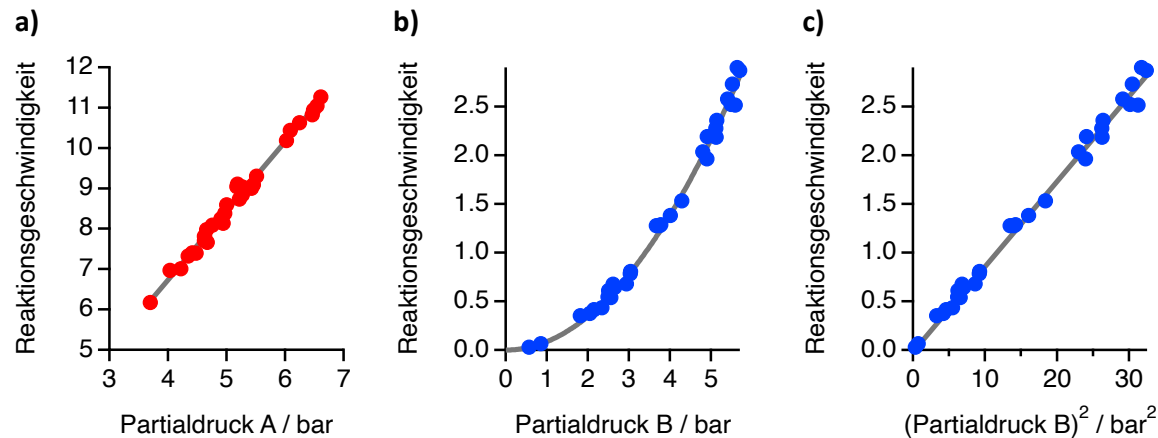 a)
Reaktionsgeschwindigkeit
12
11
10
9
8
7
6
5
3 4 5 6 7
Partialdruck A / bar
b)
Reaktionsgeschwindigkeit
2.5
2.0
1.5
1.0
0.5
0.0
0 1 2 3 4 5
Partialdruck B / bar
c)
Reaktionsgeschwindigkeit
2.5
2.0
1.5
1.0
0.5
0.0
0 10 20 30
(Partialdruck B)² / bar²